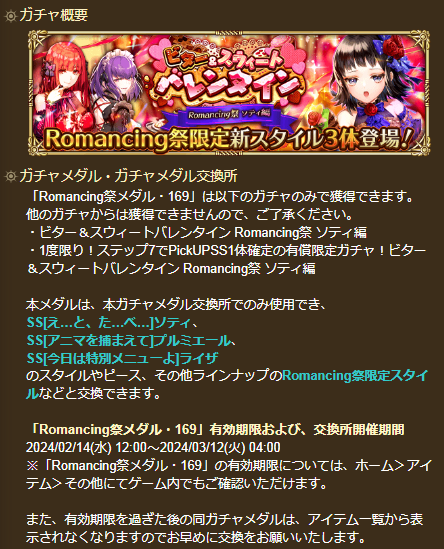 ガチャ概要
ビター&スウィート
バレンタイン
Romancing祭 ソティ編
Romancing祭限定新スタイル3体登場!
ガチャメダル・ガチャメダル交換所
「Romancing祭メダル・169」は以下のガチャのみで獲得できます。
他のガチャからは獲得できませんので、ご了承ください。
・ビター＆スウィートバレンタイン Romancing祭 ソティ編
・1度限り！ステップ7でPickUPSS1体確定の有償限定ガチャ！ビター
＆スウィートバレンタイン Romancing祭 ソティ編
本メダルは、本ガチャメダル交換所でのみ使用でき、
SS[え…と、た…べ…]ソティ、
SS[アニマを捕まえて]プルミエール、
SS[今日は特別メニューよ]ライザ
のスタイルやピース、その他ラインナップのRomancing祭限定スタイ
ルなどと交換できます。
「Romancing祭メダル・169」有効期限および、交換所開催期間
2024/02/14(水) 12:00～2024/03/12(火) 04:00
※「Romancing祭メダル・169」の有効期限については、ホーム＞アイ
テム＞その他にてゲーム内でもご確認いただけます。
また、有効期限を過ぎた後の同ガチャメダルは、アイテム一覧から表
示されなくなりますのでお早めに交換をお願いいたします。